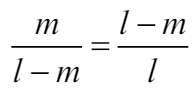 m/(l − m) = (l − m)/l